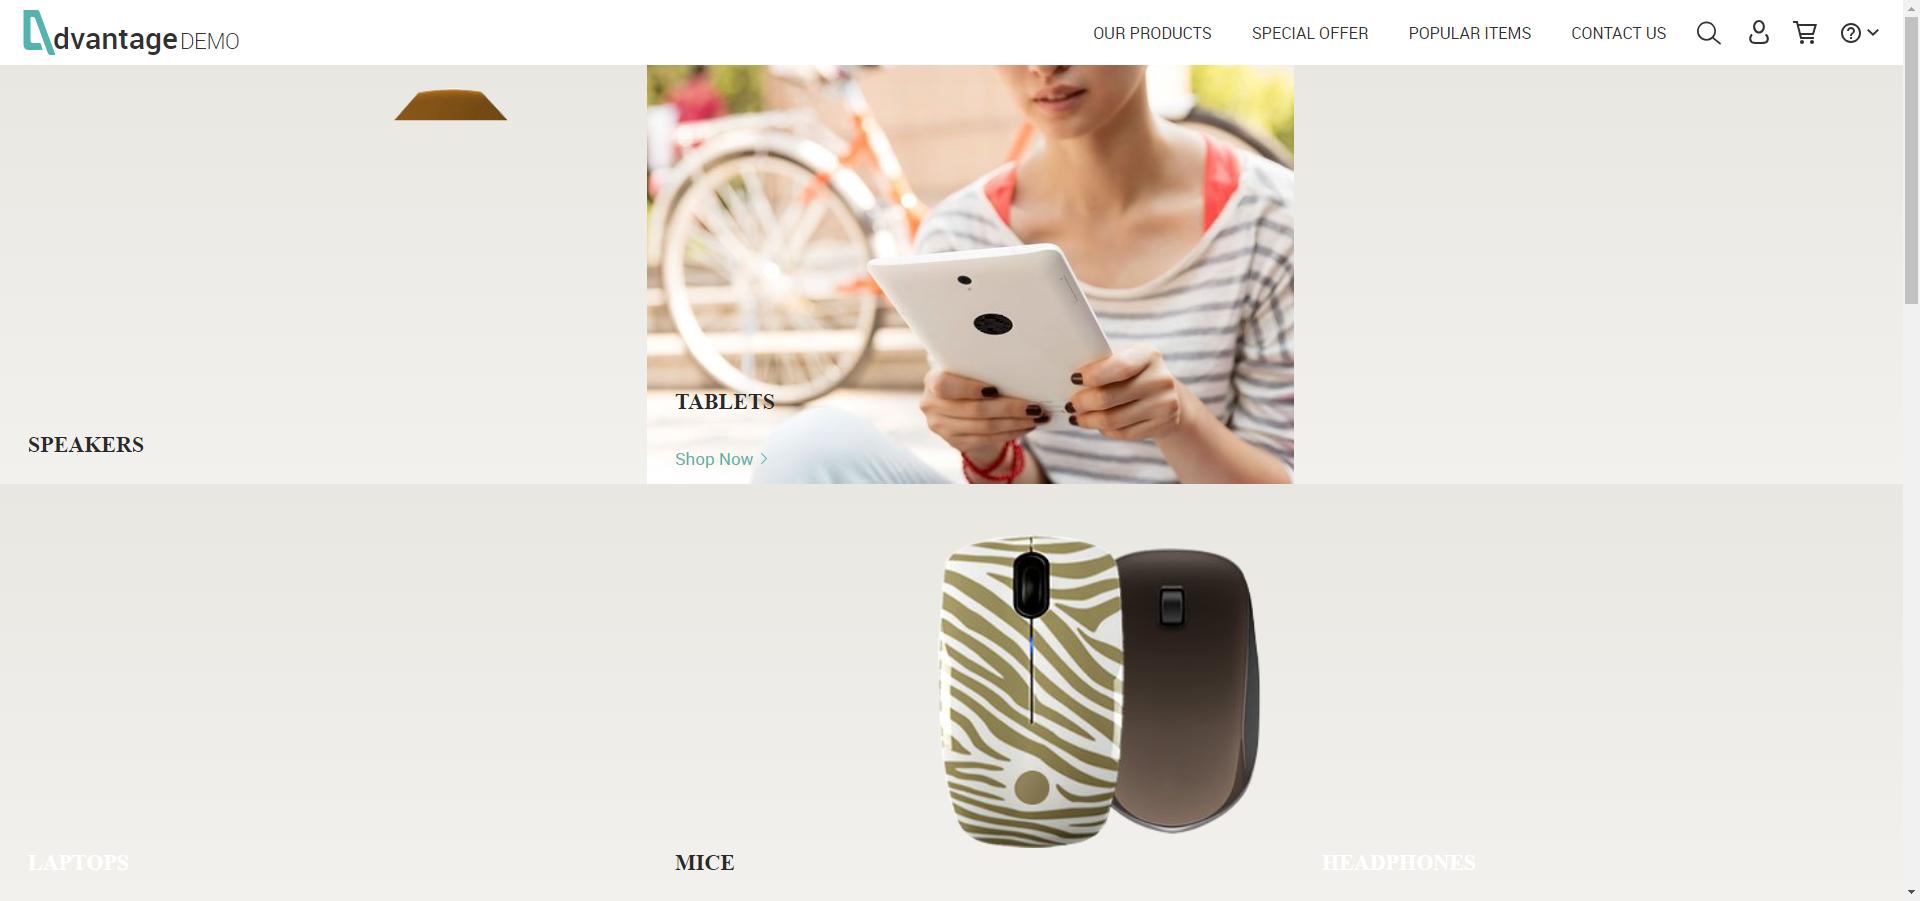 dvantage DEMO
OUR PRODUCTS
SPECIAL OFFER
POPULAR ITEMS
CONTACT US
SPEAKERS
TABLETS
Shop Now
LAPTOPS
MICE
HEADPHONES